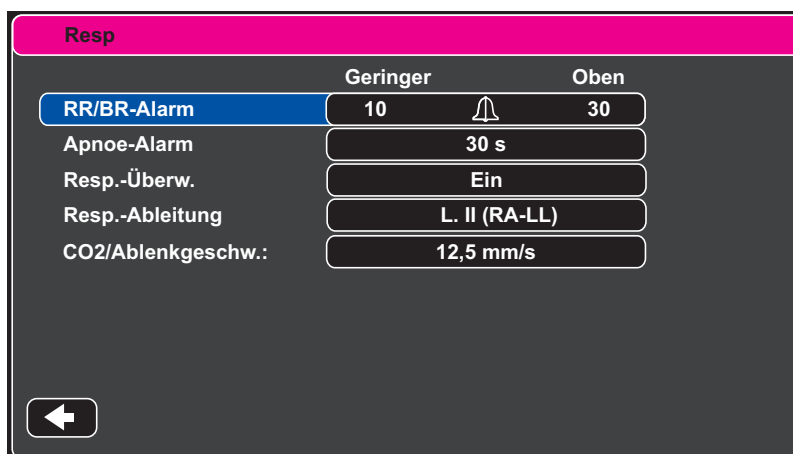 Resp
Geringer Oben
RR/BR-Alarm 10 30
Apnoe-Alarm 30 s
Resp.-Überw. Ein
Resp.-Ableitung L. II (RA-LL)
CO2/Ablenkgeschw.: 12,5 mm/s